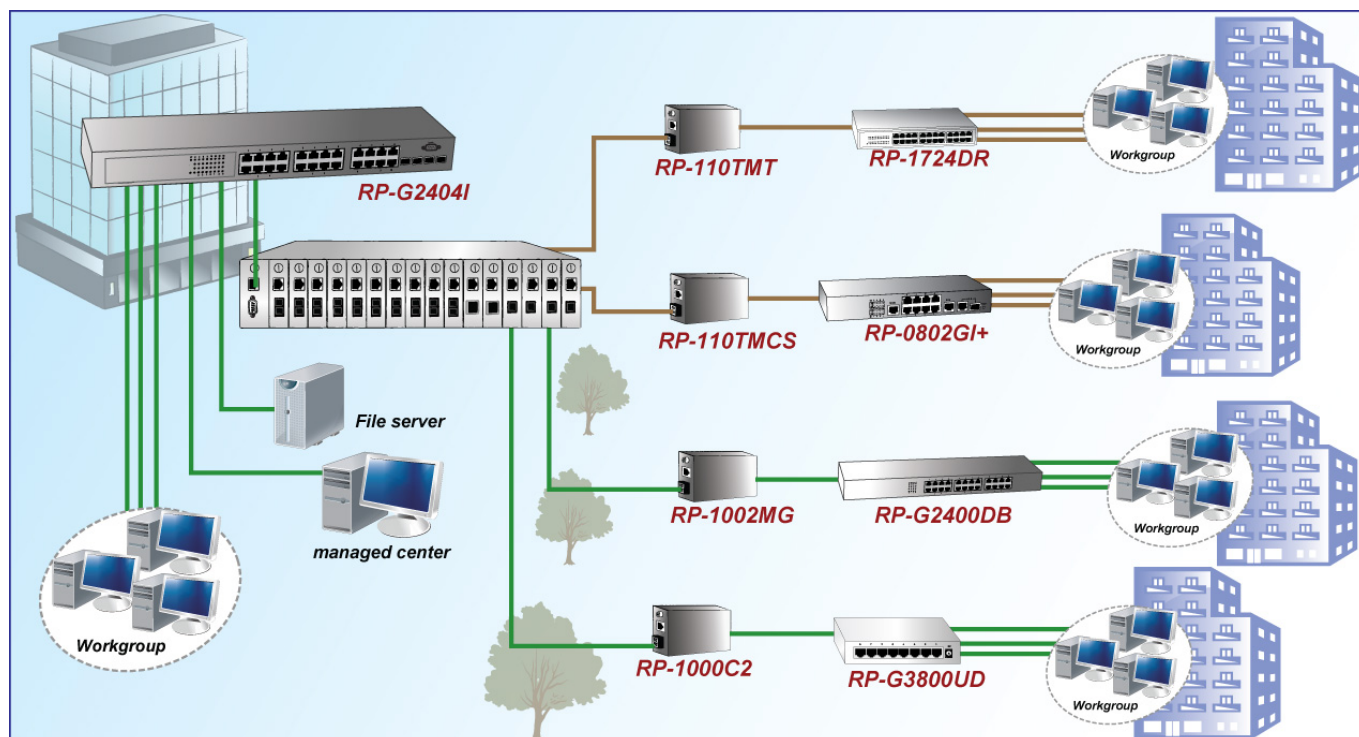 RP-G2404I
RP-110TMT
RP-1724DR
Workgroup
RP-110TMCS
RP-0802GI+
Workgroup
File server
managed center
RP-1002MG
RP-G2400DB
Workgroup
Workgroup
RP-1000C2
RP-G3800UD
Workgroup